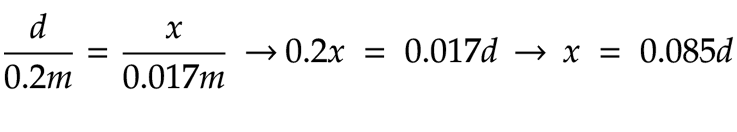 d/0.2m = x/0.017m → 0.2x = 0.017d → x = 0.085d